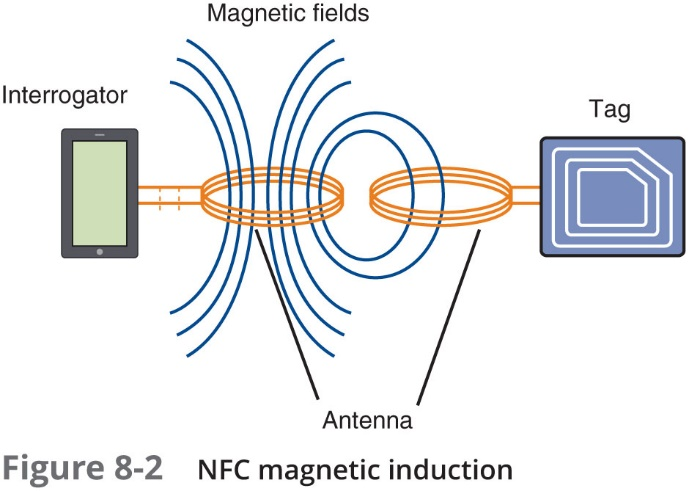 Magnetic fields
Interrogator
Tag
Antenna
Figure 8-2 NFC magnetic induction